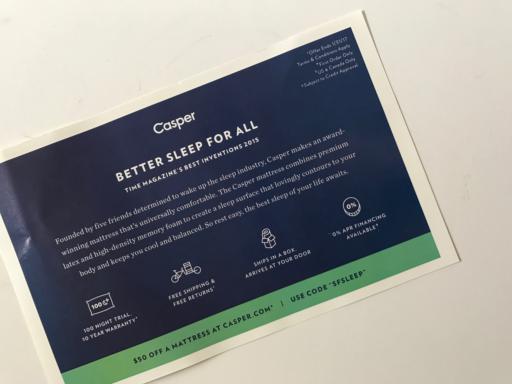 *Offer Ends 1/31/17
Terms & Conditions Apply
*First Order Only
*US & Canada Only
*Subject to Credit Approval
Casper
BETTER SLEEP FOR ALL
TIME MAGAZINE'S BEST INVENTIONS 2015
Founded by five friends determined to wake up the sleep industry, Casper makes an award-
winning mattress that's universally comfortable. The Casper mattress combines premium
latex and high-density memory foam to create a sleep surface that lovingly contours to your
body and keeps you cool and balanced. So rest easy, the best sleep of your life awaits.
100
100 NIGHT TRIAL,
10 YEAR WARRANTY*
FREE SHIPPING &
FREE RETURNS*
SHIPS IN A BOX,
ARRIVES AT YOUR DOOR
0%
0% APR FINANCING
AVAILABLE*
$50 OFF A MATTRESS AT CASPER.COM* | USE CODE "SFSLEEP"